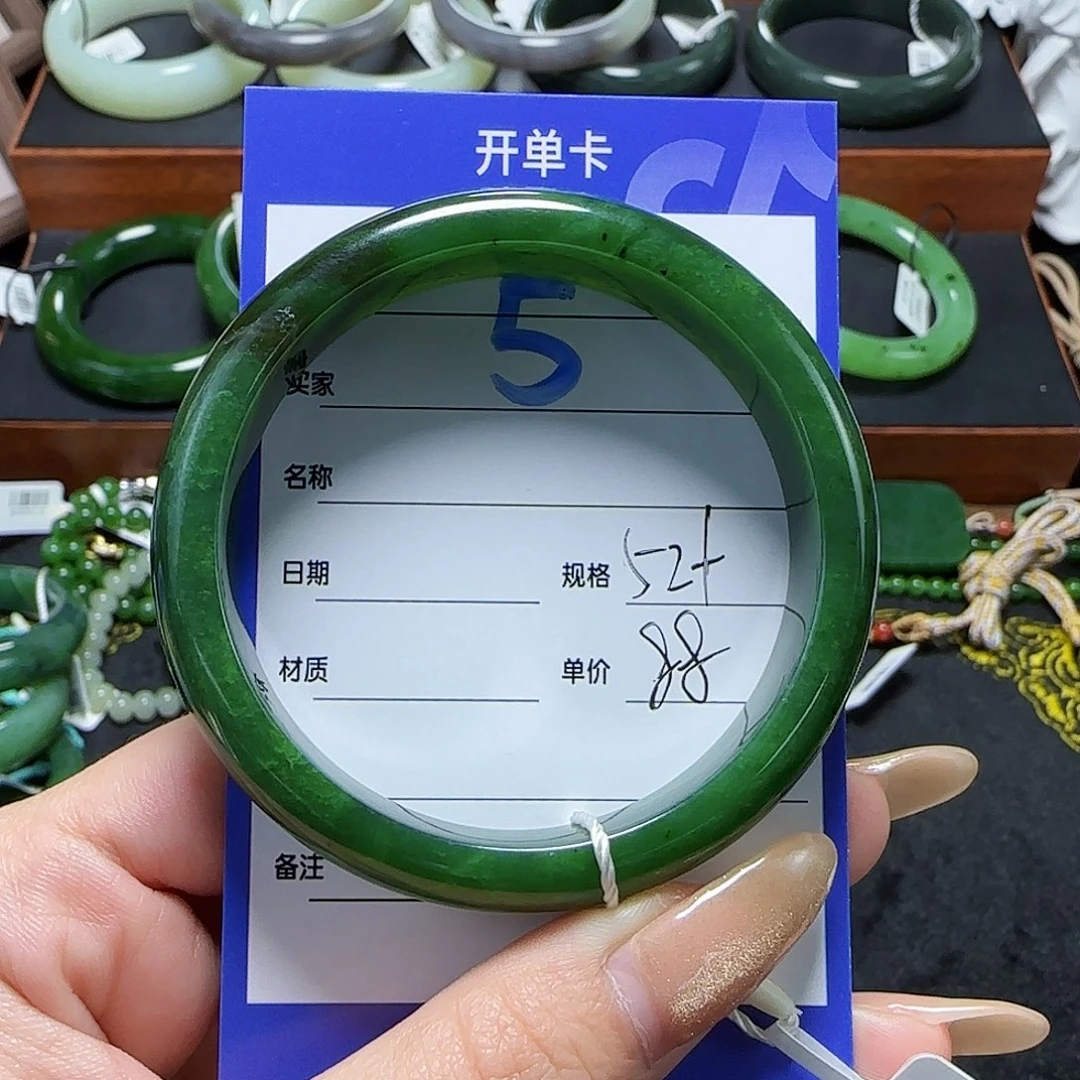 开单卡
5
买家
名称
日期 规格 52+
材质 单价 88
备注